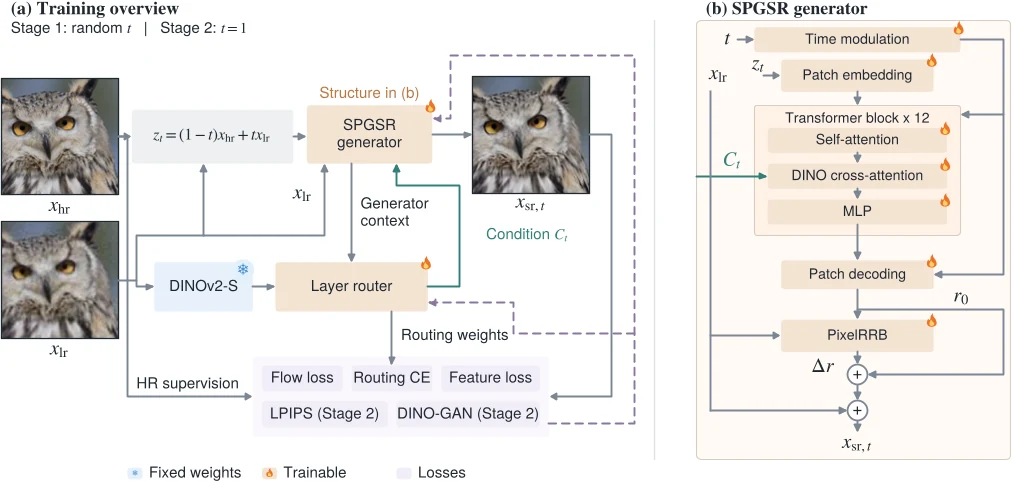 (a) Training overview
Stage 1: random t | Stage 2: t = 1
x_hr
x_lr
z_t = (1 − t)x_hr + tx_lr
Structure in (b)
SPGSR
generator
x_sr, t
x_lr
Generator
context
Condition C_t
DINOv2-S
Layer router
Routing weights
HR supervision
Flow loss
Routing CE
Feature loss
LPIPS (Stage 2)
DINO-GAN (Stage 2)
Fixed weights
Trainable
Losses
(b) SPGSR generator
t
Time modulation
x_lr
z_t
Patch embedding
Transformer block x 12
Self-attention
C_t
DINO cross-attention
MLP
Patch decoding
r_0
PixelRRB
Δr
+
+
x_sr, t